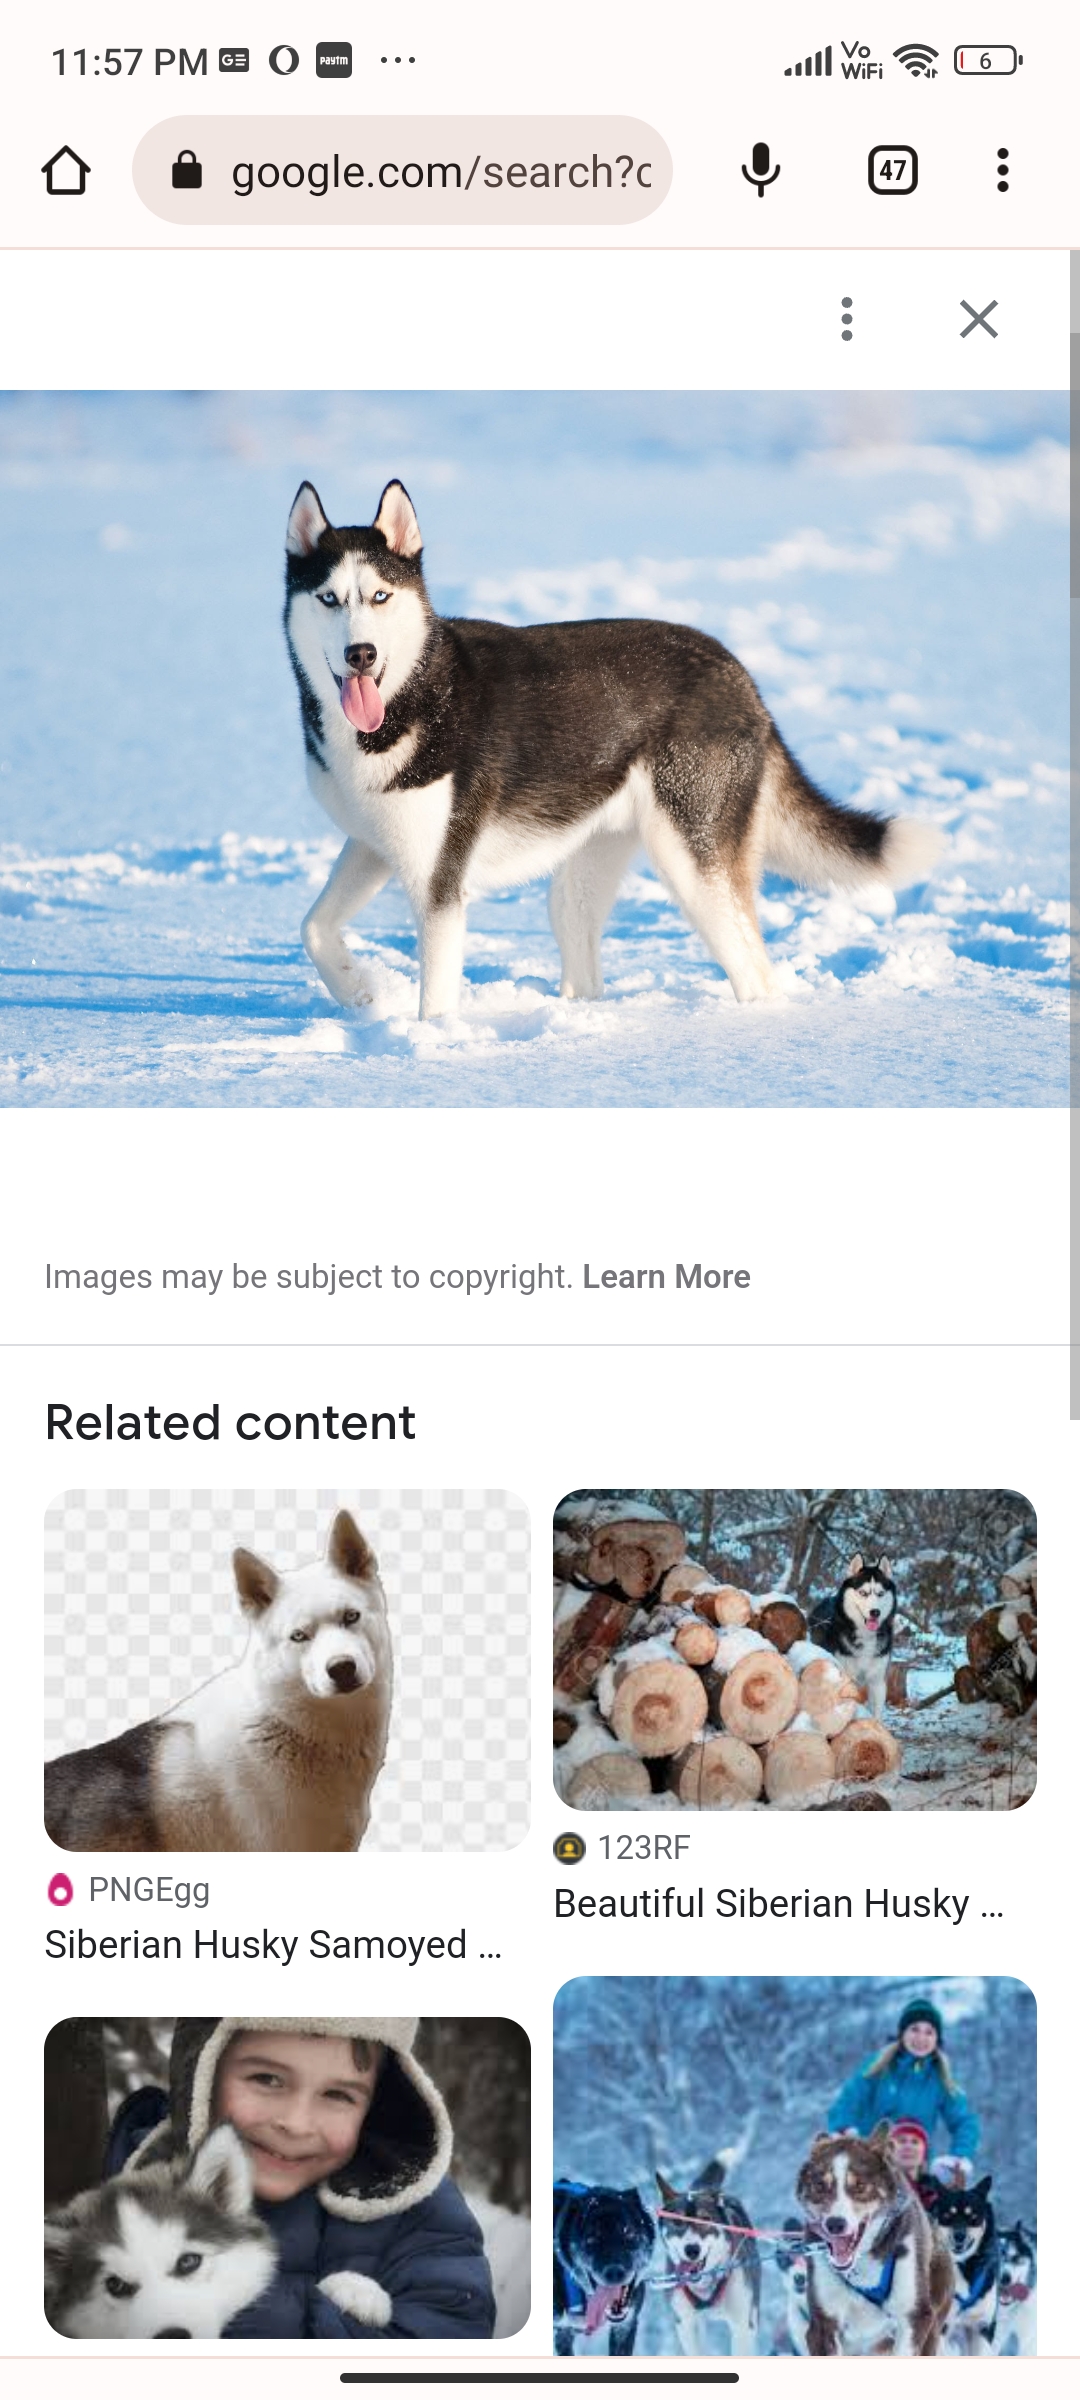 11:57 PM GE paytm ...
Vo WiFi 6
google.com/search?c
47
Images may be subject to copyright. Learn More
Related content
PNGEgg
Siberian Husky Samoyed ...
123RF
Beautiful Siberian Husky ...